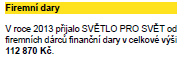 Firemní dary
V roce 2013 přijalo SVĚTLO PRO SVĚT od
firemních dárců finanční dary v celkové výši
112 870 Kč.